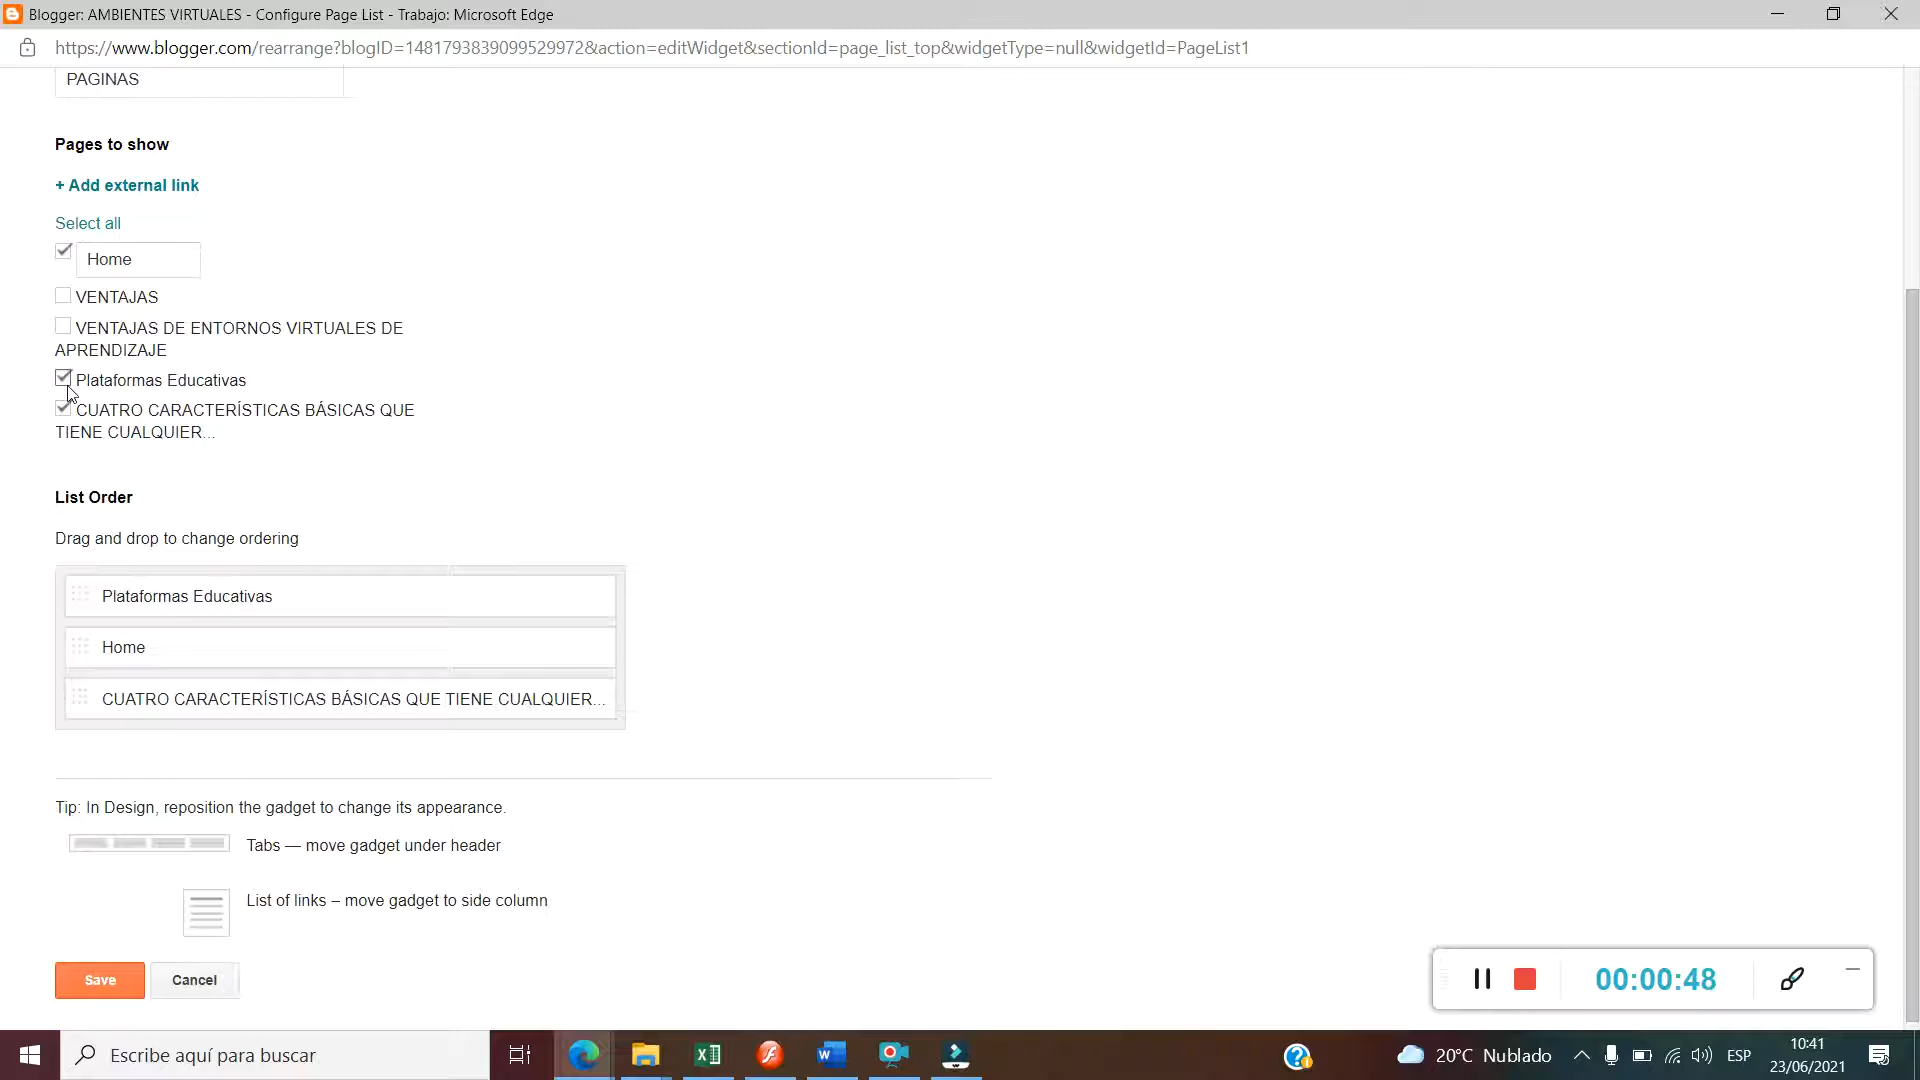 Blogger: AMBIENTES VIRTUALES - Configure Page List - Trabajo: Microsoft Edge
https://www.blogger.com/rearrange?blogID=1481793839099529972&action=editWidget&sectionId=page_list_top&widgetType=null&widgetId=PageList1
PAGINAS
Pages to show
+ Add external link
Select all
Home
VENTAJAS
VENTAJAS DE ENTORNOS VIRTUALES DE
APRENDIZAJE
Plataformas Educativas
CUATRO CARACTERÍSTICAS BÁSICAS QUE
TIENE CUALQUIER...
List Order
Drag and drop to change ordering
Plataformas Educativas
Home
CUATRO CARACTERÍSTICAS BÁSICAS QUE TIENE CUALQUIER...
Tip: In Design, reposition the gadget to change its appearance.
Tabs — move gadget under header
List of links – move gadget to side column
Save Cancel
00:00:48
Escribe aquí para buscar
20°C Nublado
ESP
10:41
23/06/2021